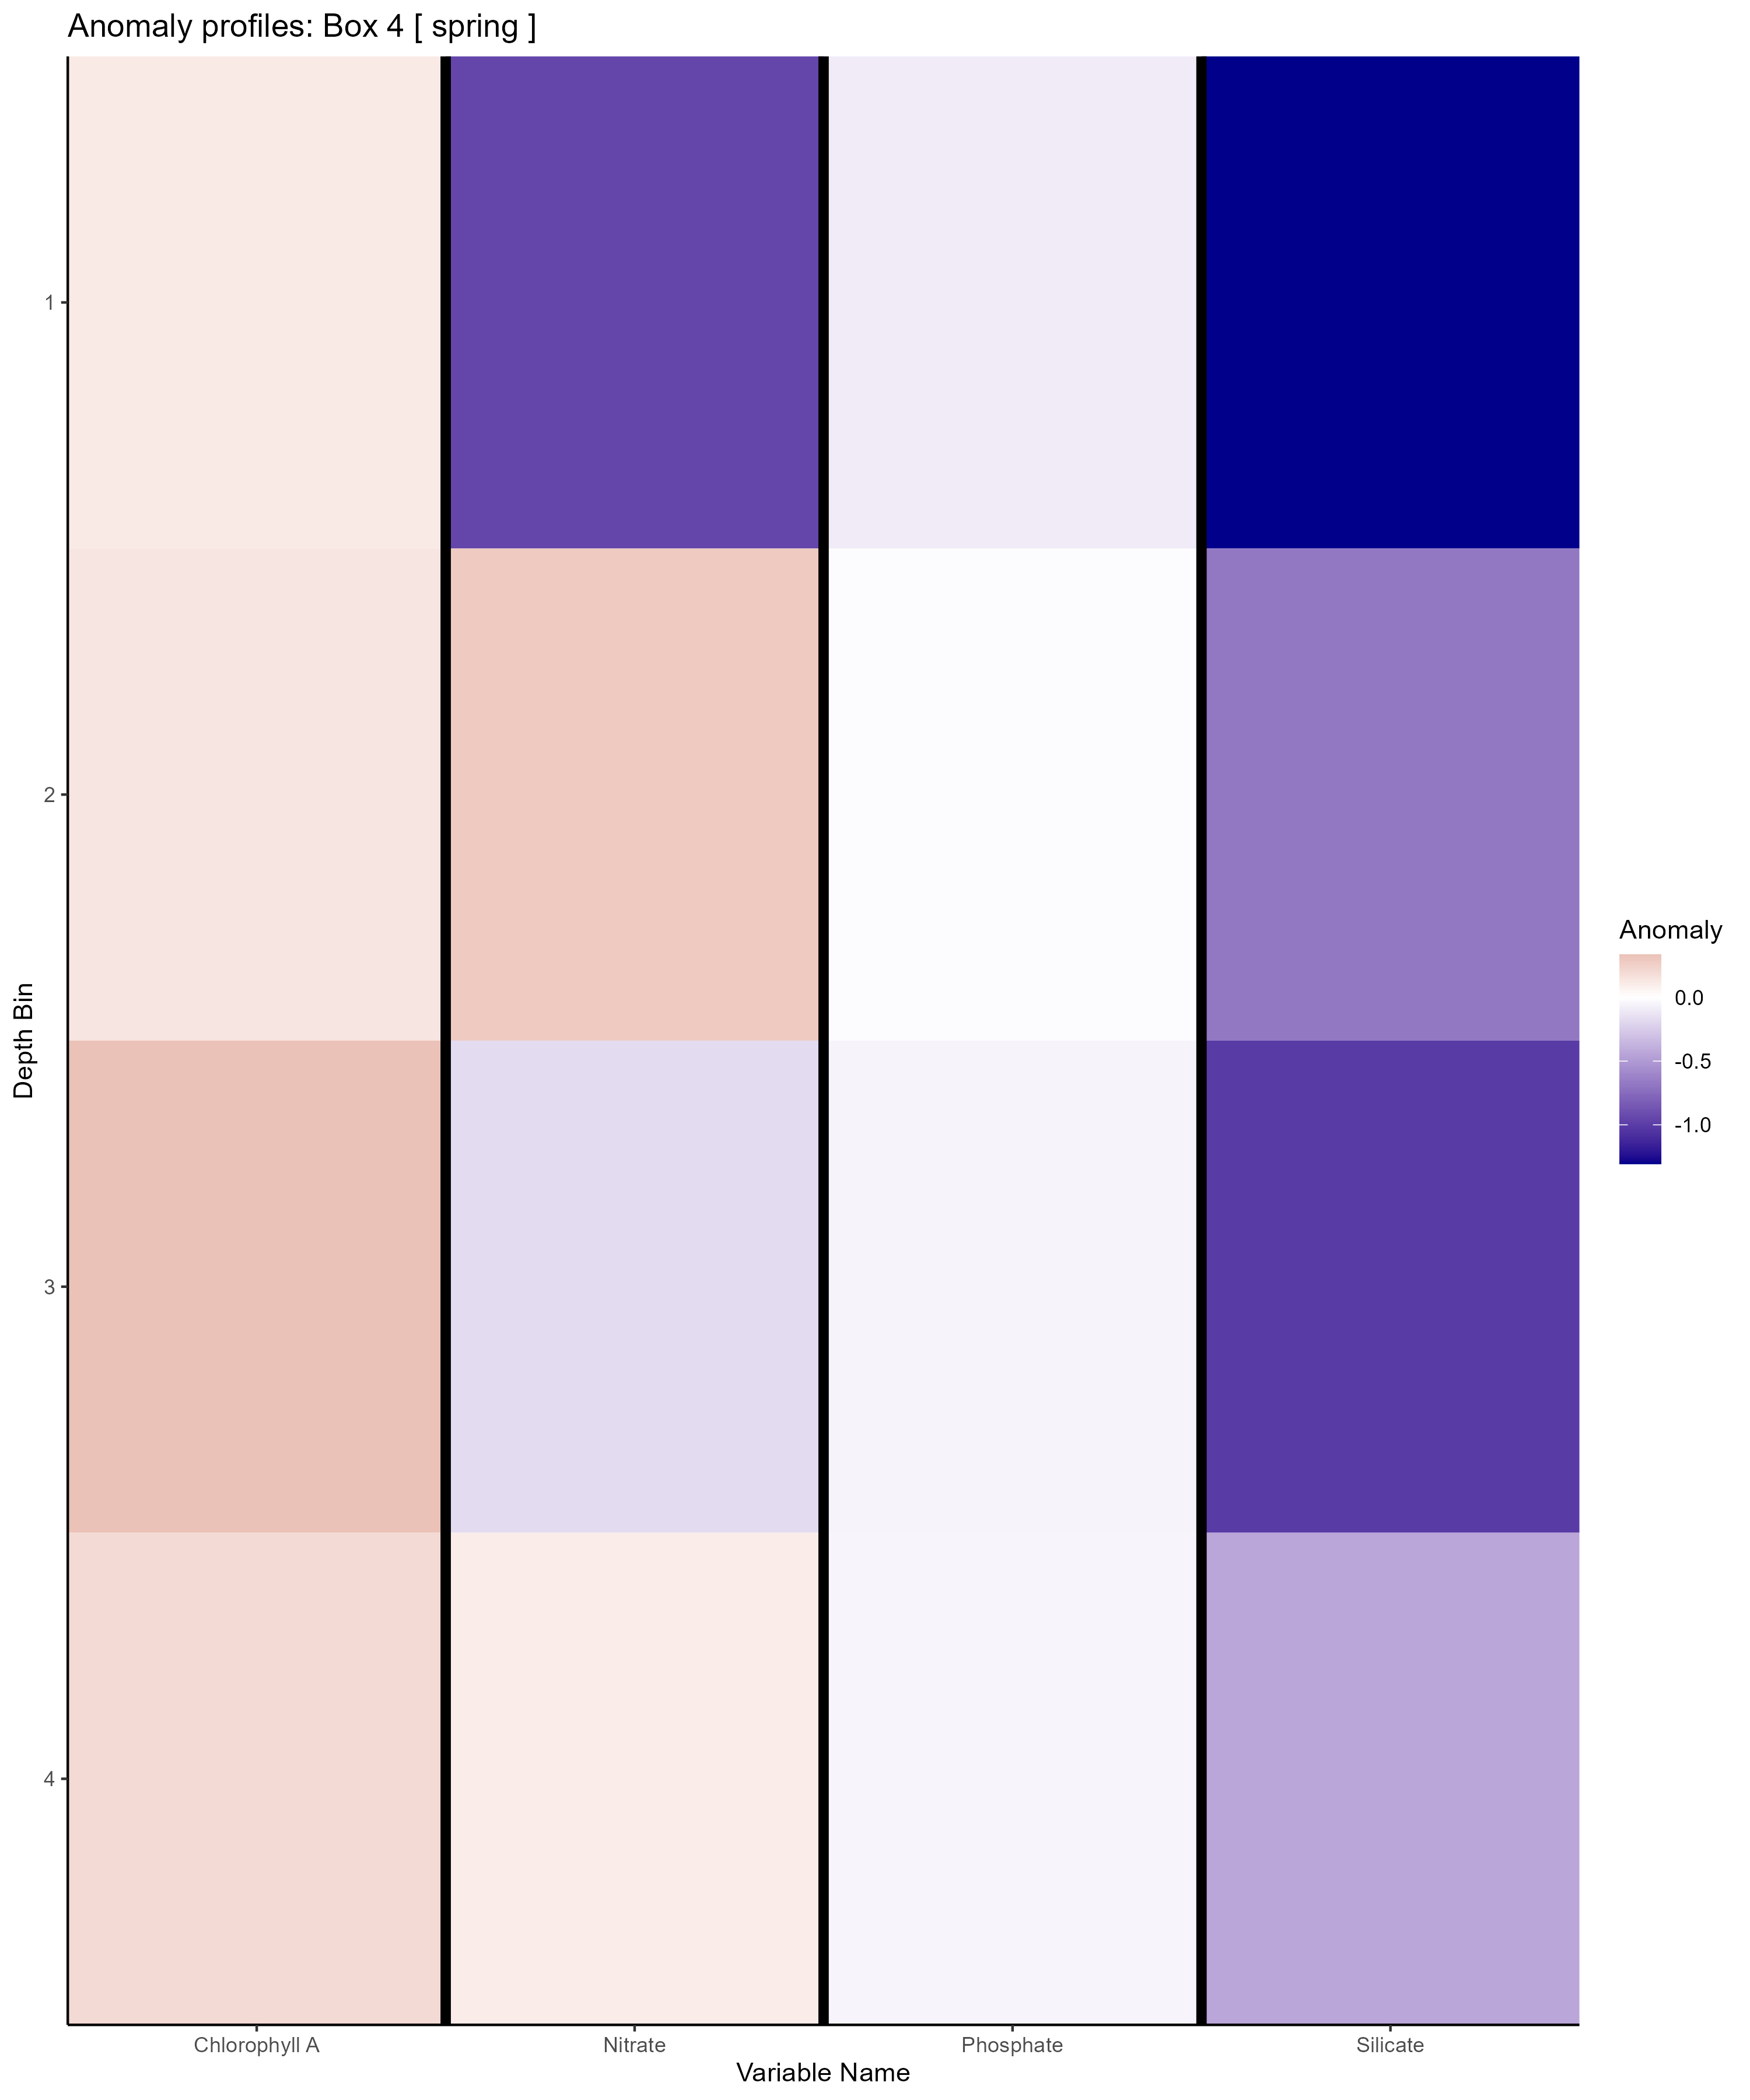 Anomaly profiles: Box 4 [ spring ]
1
2
3
4
Depth Bin
Chlorophyll A
Nitrate
Phosphate
Silicate
Variable Name
Anomaly
0.0
-0.5
-1.0